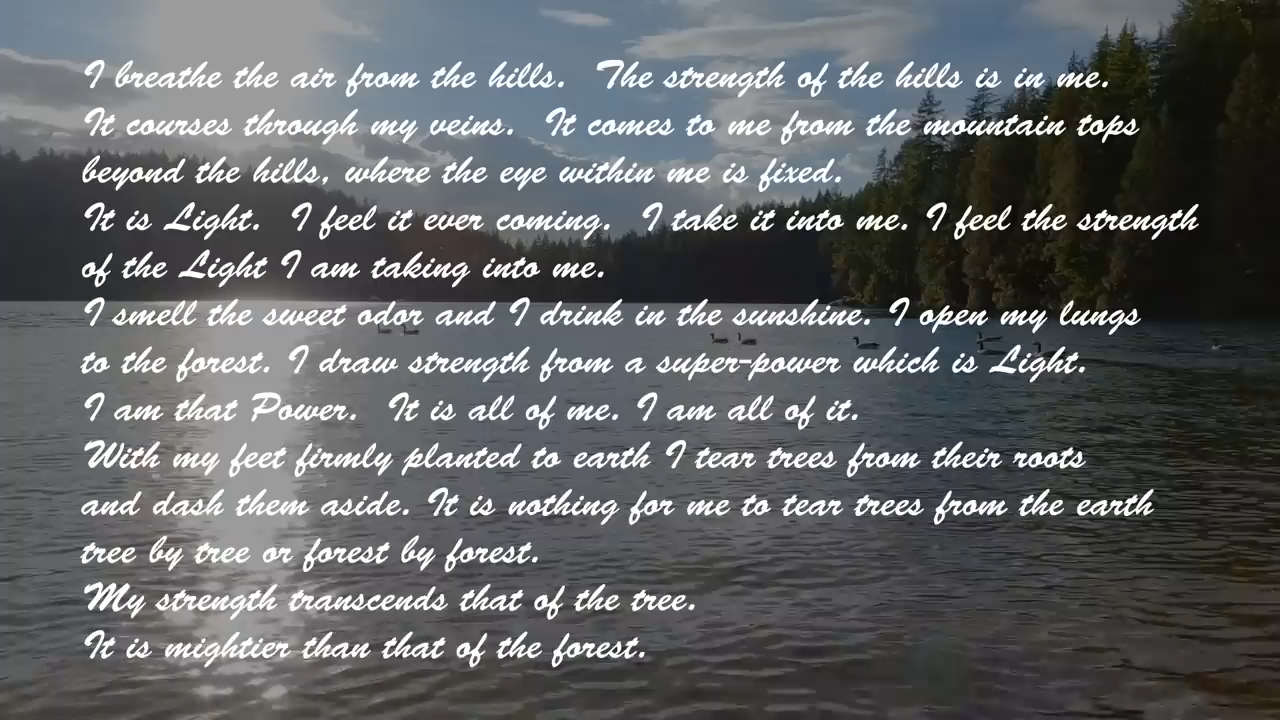 I breathe the air from the hills. The strength of the hills is in me.
It courses through my veins. It comes to me from the mountain tops
beyond the hills, where the eye within me is fixed.
It is Light. I feel it ever coming. I take it into me. I feel the strength
of the Light I am taking into me.
I smell the sweet odor and I drink in the sunshine. I open my lungs
to the forest. I draw strength from a super-power which is Light.
I am that Power. It is all of me. I am all of it.
With my feet firmly planted to earth I tear trees from their roots
and dash them aside. It is nothing for me to tear trees from the earth
tree by tree or forest by forest.
My strength transcends that of the tree.
It is mightier than that of the forest.